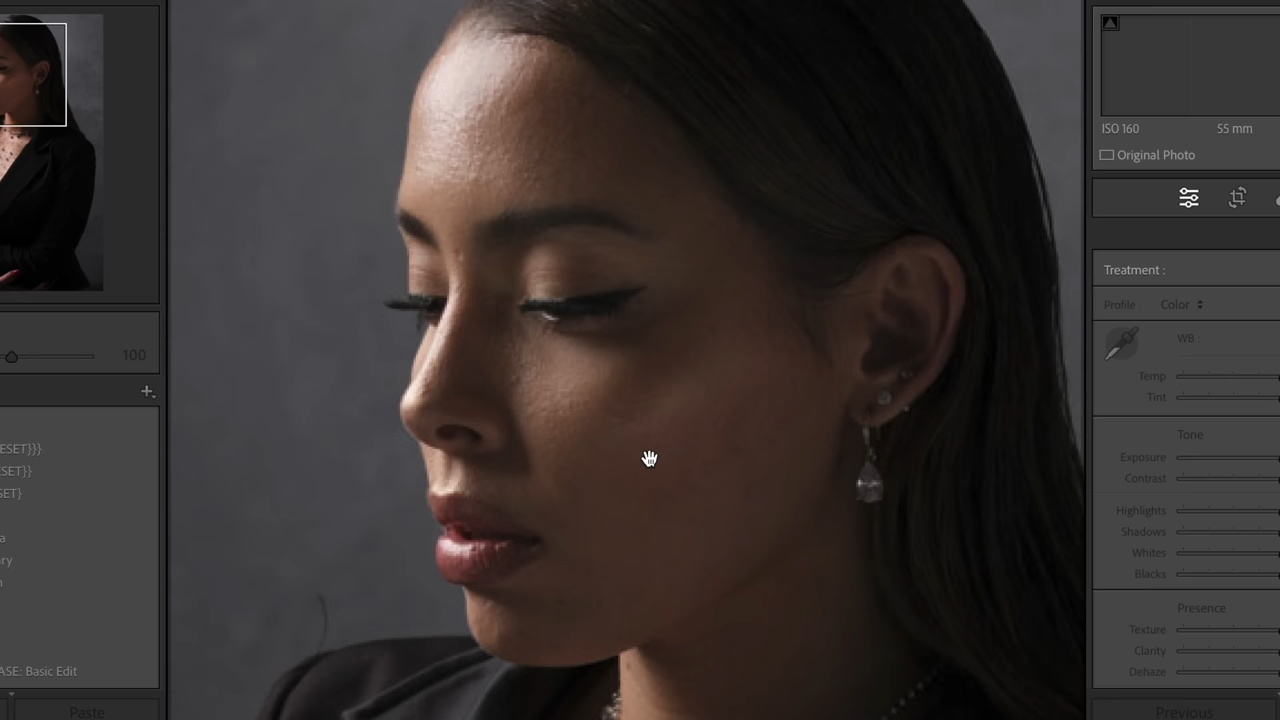 100
ESET}}}
ESET}}
SET}
a
ry
n
ASE: Basic Edit
Paste
ISO 160 55 mm
Original Photo
Treatment :
Profile : Color
WB :
Temp
Tint
Tone
Exposure
Contrast
Highlights
Shadows
Whites
Blacks
Presence
Texture
Clarity
Dehaze
Previous